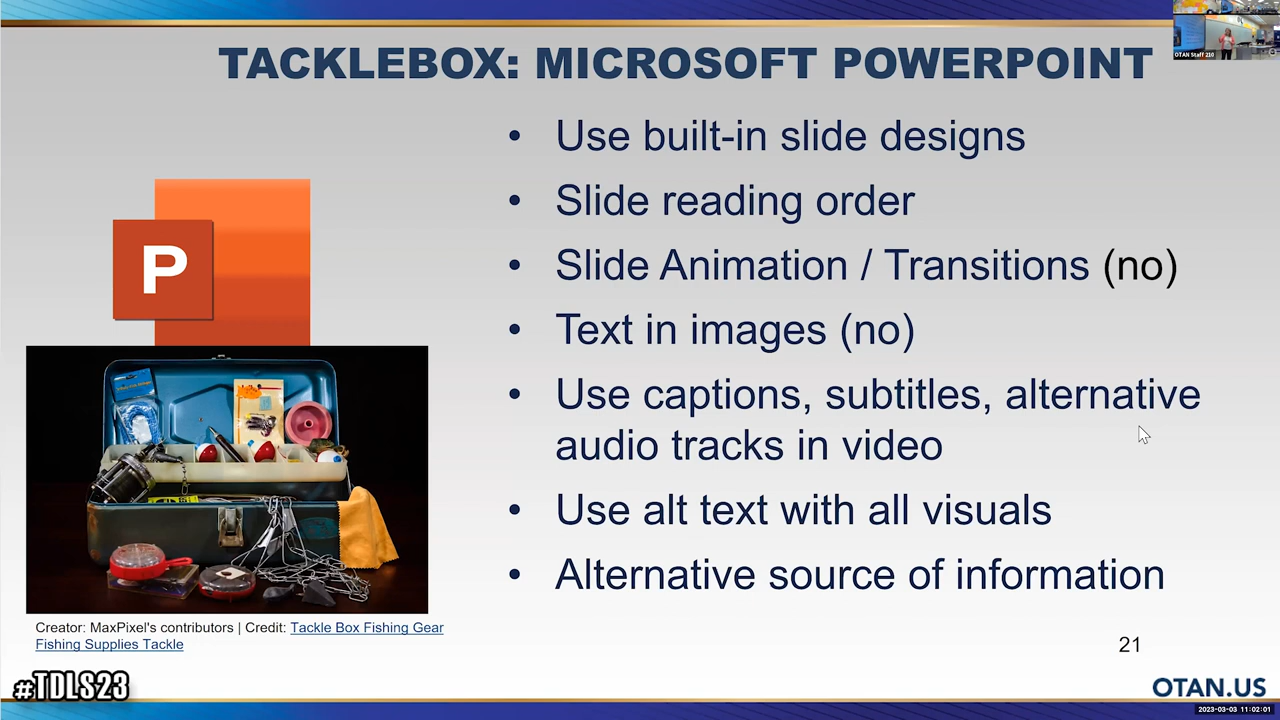 TACKLEBOX: MICROSOFT POWERPOINT
OTAN Staff 210
P
• Use built-in slide designs
• Slide reading order
• Slide Animation / Transitions (no)
• Text in images (no)
• Use captions, subtitles, alternative
audio tracks in video
• Use alt text with all visuals
• Alternative source of information
Creator: MaxPixel's contributors | Credit: Tackle Box Fishing Gear
Fishing Supplies Tackle
21
#TDLS23
OTAN.US
2023-03-03 11:02:01